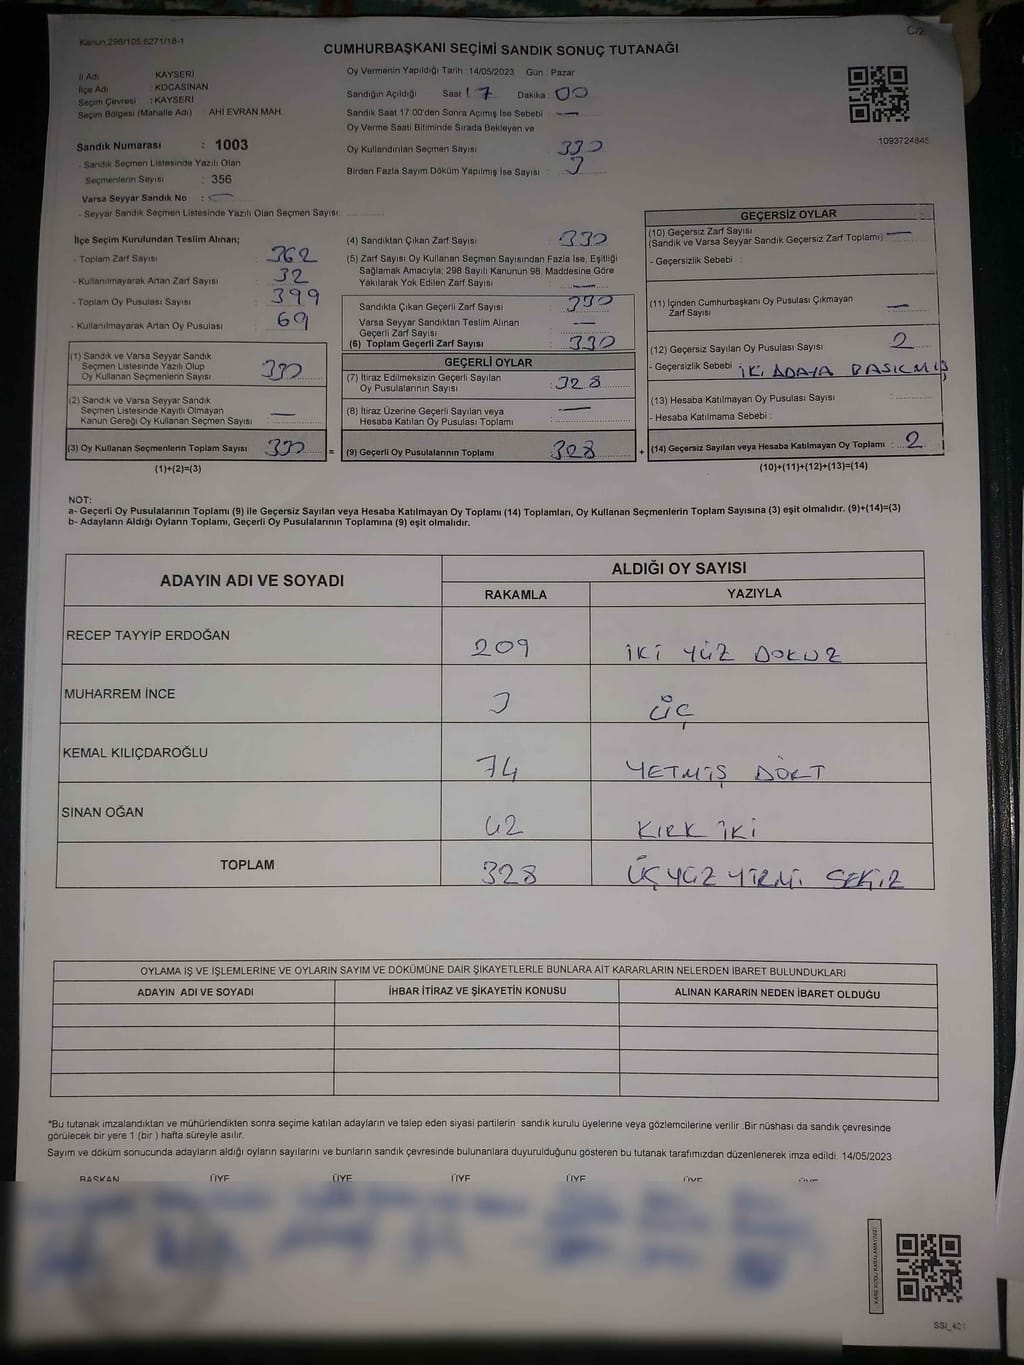 Kanun.298/105.6271/18-1
C/2
CUMHURBAŞKANI SEÇİMİ SANDIK SONUÇ TUTANAĞI
İl Adı KAYSERİ
İlçe Adı KOCASİNAN
Seçim Çevresi : KAYSERİ
Seçim Bölgesi (Mahalle Adı) AHİ EVRAN MAH.
Sandık Numarası : 1003
- Sandık Seçmen Listesinde Yazılı Olan
Seçmenlerin Sayısı : 356
Varsa Seyyar Sandık No : —
- Seyyar Sandık Seçmen Listesinde Yazılı Olan Seçmen Sayısı: ..............
Oy Vermenin Yapıldığı Tarih : 14/05/2023 Gün : Pazar
Sandığın Açıldığı Saat 17 Dakika 00
Sandık Saat 17:00'den Sonra Açımış İse Sebebi —
Oy Verme Saati Bitiminde Sırada Bekleyen ve
Oy Kullandırılan Seçmen Sayısı 330
Birden Fazla Sayım Döküm Yapılmış İse Sayısı : 3
1093724845
İlçe Seçim Kurulundan Teslim Alınan;
- Toplam Zarf Sayısı : 362
- Kullanılmayarak Artan Zarf Sayısı : 32
- Toplam Oy Pusulası Sayısı : 399
- Kullanılmayarak Artan Oy Pusulası : 69
(1) Sandık ve Varsa Seyyar Sandık
Seçmen Listesinde Yazılı Olup
Oy Kullanan Seçmenlerin Sayısı : 330
(2) Sandık ve Varsa Seyyar Sandık
Seçmen Listesinde Kayıtlı Olmayan
Kanun Gereği Oy Kullanan Seçmen Sayısı : —
(3) Oy Kullanan Seçmenlerin Toplam Sayısı : 330 =
(1)+(2)=(3)
(4) Sandıktan Çıkan Zarf Sayısı : 330
(5) Zarf Sayısı Oy Kullanan Seçmen Sayısından Fazla İse, Eşitliği
Sağlamak Amacıyla; 298 Sayılı Kanunun 98. Maddesine Göre
Yakılarak Yok Edilen Zarf Sayısı : —
Sandıkta Çıkan Geçerli Zarf Sayısı : 330
Varsa Seyyar Sandıktan Teslim Alınan
Geçerli Zarf Sayısı : —
(6) Toplam Geçerli Zarf Sayısı : 330
GEÇERLİ OYLAR
(7) İtiraz Edilmeksizin Geçerli Sayılan
Oy Pusulalarının Sayısı : 328
(8) İtiraz Üzerine Geçerli Sayılan veya
Hesaba Katılan Oy Pusulası Toplamı : —
(9) Geçerli Oy Pusulalarının Toplamı : 328 +
GEÇERSİZ OYLAR
(10) Geçersiz Zarf Sayısı
(Sandık ve Varsa Seyyar Sandık Geçersiz Zarf Toplamı) : —
- Geçersizlik Sebebi :
(11) İçinden Cumhurbaşkanı Oy Pusulası Çıkmayan
Zarf Sayısı : —
(12) Geçersiz Sayılan Oy Pusulası Sayısı : 2
- Geçersizlik Sebebi : İKİ ADAYA BASILMIŞ
(13) Hesaba Katılmayan Oy Pusulası Sayısı :
- Hesaba Katılmama Sebebi :
(14) Geçersiz Sayılan veya Hesaba Katılmayan Oy Toplamı : 2
(10)+(11)+(12)+(13)=(14)
NOT:
a- Geçerli Oy Pusulalarının Toplamı (9) ile Geçersiz Sayılan veya Hesaba Katılmayan Oy Toplamı (14) Toplamları, Oy Kullanan Seçmenlerin Toplam Sayısına (3) eşit olmalıdır. (9)+(14)=(3)
b- Adayların Aldığı Oyların Toplamı, Geçerli Oy Pusulalarının Toplamına (9) eşit olmalıdır.
ADAYIN ADI VE SOYADI ALDIĞI OY SAYISI
RAKAMLA YAZIYLA
RECEP TAYYİP ERDOĞAN 209 İKİ YÜZ DOKUZ
MUHARREM İNCE 3 ÜÇ
KEMAL KILIÇDAROĞLU 74 YETMİŞ DÖRT
SİNAN OĞAN 42 KIRK İKİ
TOPLAM 328 ÜÇ YÜZ YİRMİ SEKİZ
OYLAMA İŞ VE İŞLEMLERİNE VE OYLARIN SAYIM VE DÖKÜMÜNE DAİR ŞİKAYETLERLE BUNLARA AİT KARARLARIN NELERDEN İBARET BULUNDUKLARI
ADAYIN ADI VE SOYADI İHBAR İTİRAZ VE ŞİKAYETİN KONUSU ALINAN KARARIN NEDEN İBARET OLDUĞU
*Bu tutanak imzalandıktan ve mühürlendikten sonra seçime katılan adayların ve talep eden siyasi partilerin sandık kurulu üyelerine veya gözlemcilerine verilir .Bir nüshası da sandık çevresinde
görülecek bir yere 1 (bir ) hafta süreyle asılır.
Sayım ve döküm sonucunda adayların aldığı oyların sayılarını ve bunların sandık çevresinde bulunanlara duyurulduğunu gösteren bu tutanak tarafımızdan düzenlenerek imza edildi. 14/05/2023
BAŞKAN ÜYE ÜYE ÜYE ÜYE ÜYE ÜYE
KARE KODU KARALAMAYINIZ!